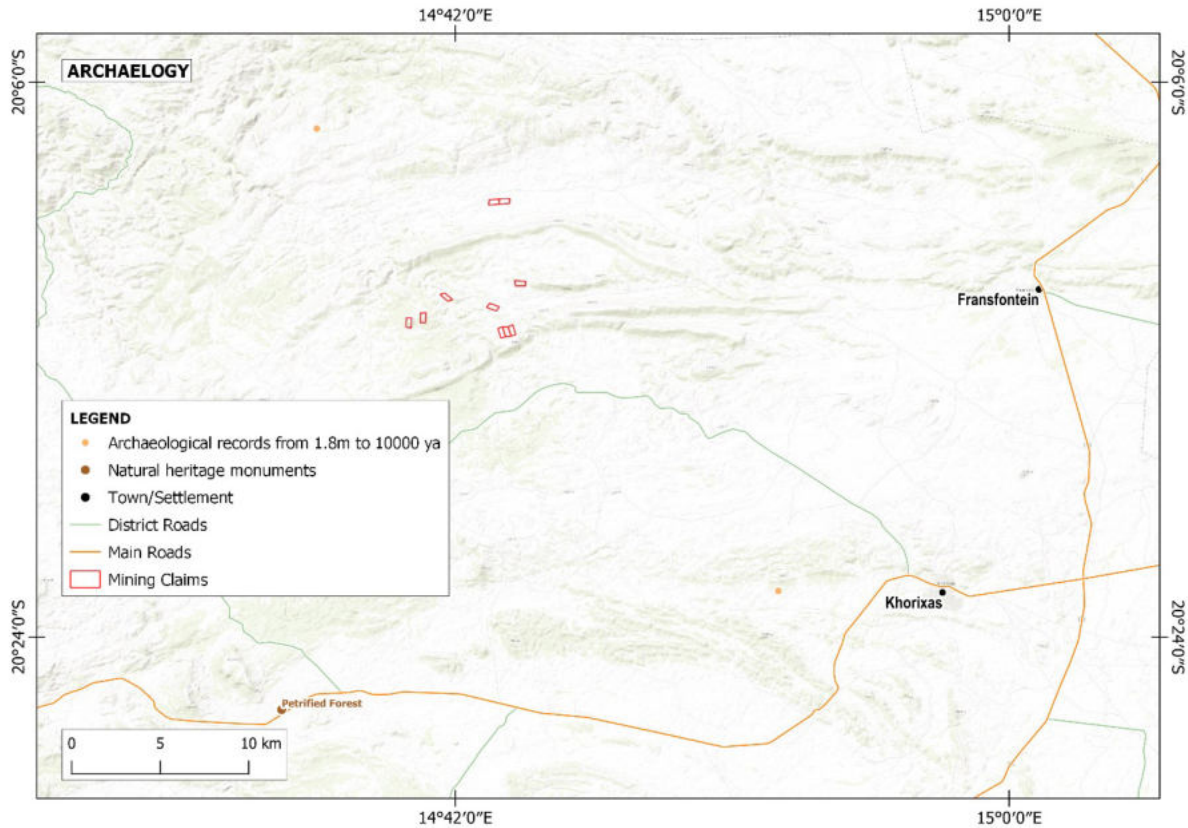 14°42′0″E 15°0′0″E
ARCHAELOGY
20°6′0″S 20°6′0″S
Fransfontein
LEGEND
Archaeological records from 1.8m to 10000 ya
Natural heritage monuments
Town/Settlement
District Roads
Main Roads
Mining Claims
Khorixas
20°24′0″S 20°24′0″S
Petrified Forest
0 5 10 km
14°42′0″E 15°0′0″E